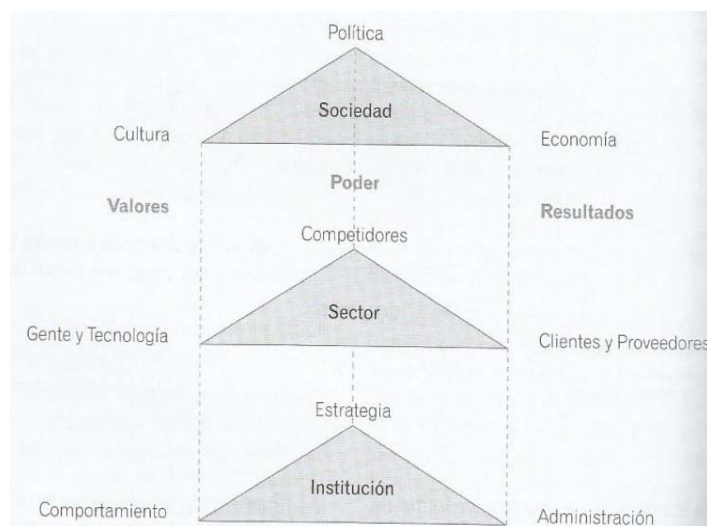 Política
Sociedad
Cultura
Economía
Poder
Valores
Resultados
Competidores
Sector
Gente y Tecnología
Clientes y Proveedores
Estrategia
Institución
Comportamiento
Administración